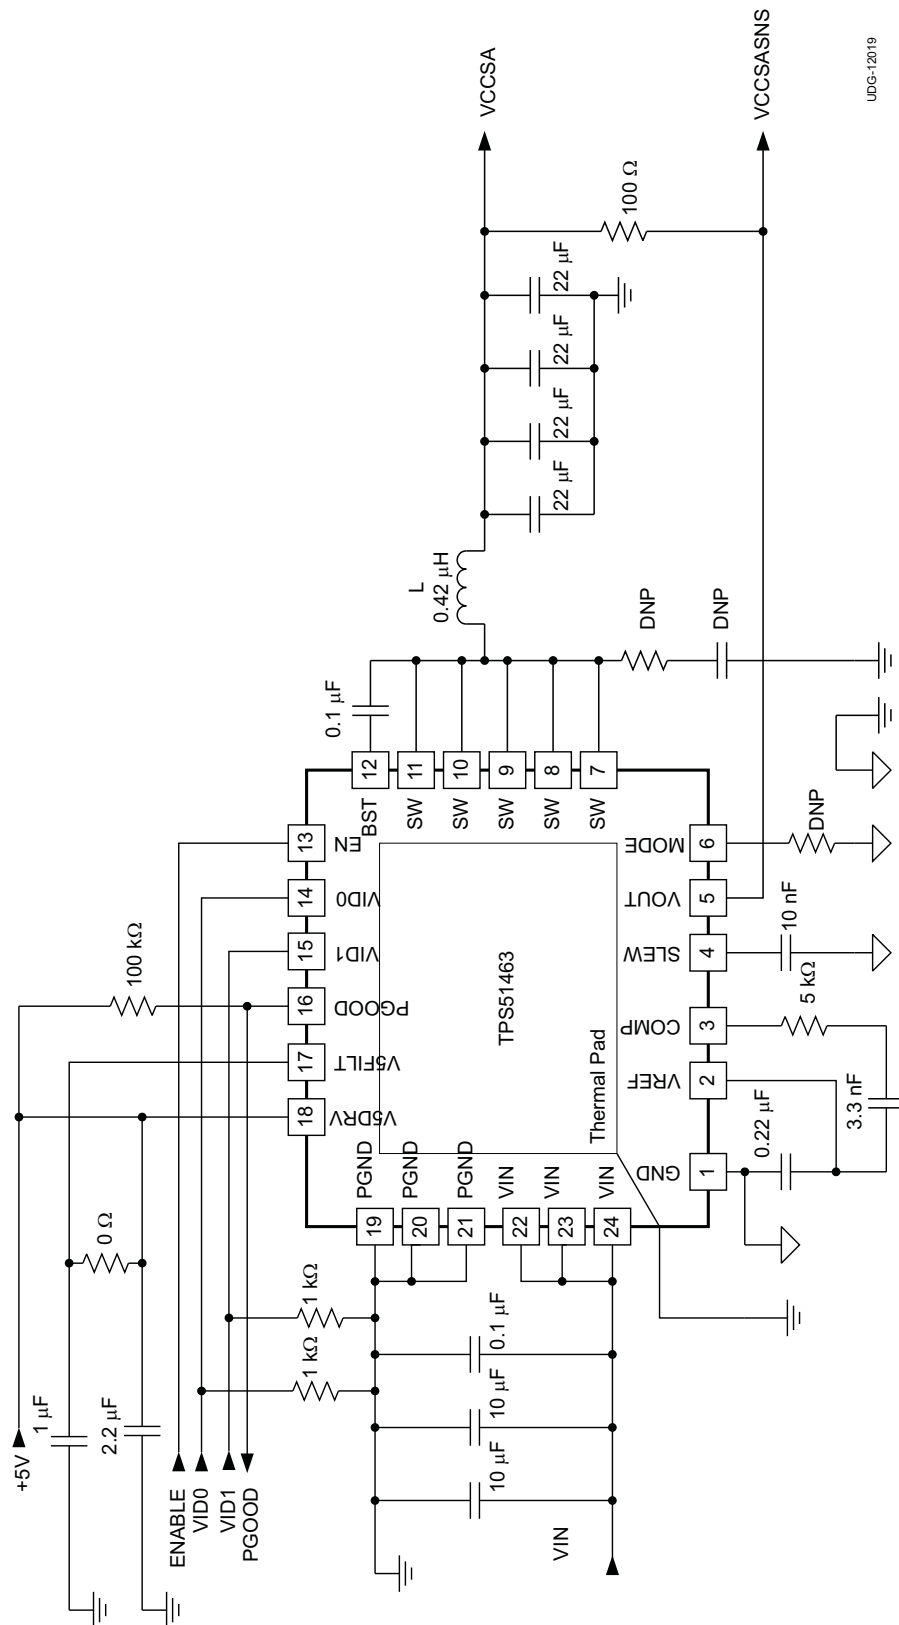 +5V
1 µF
2.2 µF
0 Ω
100 kΩ
ENABLE
VID0
VID1
PGOOD
1 kΩ
1 kΩ
10 µF
10 µF
0.1 µF
VIN
18
17
16
15
14
13
V5DRV
V5FILT
PGOOD
VID1
VID0
EN
19
PGND
20
PGND
21
PGND
22
VIN
23
VIN
24
VIN
TPS51463
Thermal Pad
12
BST
11
SW
10
SW
9
SW
8
SW
7
SW
GND
VREF
COMP
SLEW
VOUT
MODE
1
2
3
4
5
6
0.22 µF
3.3 nF
5 kΩ
10 nF
DNP
0.1 µF
L
0.42 µH
DNP
DNP
22 µF
22 µF
22 µF
22 µF
100 Ω
VCCSA
VCCSASNS
UDG-12019